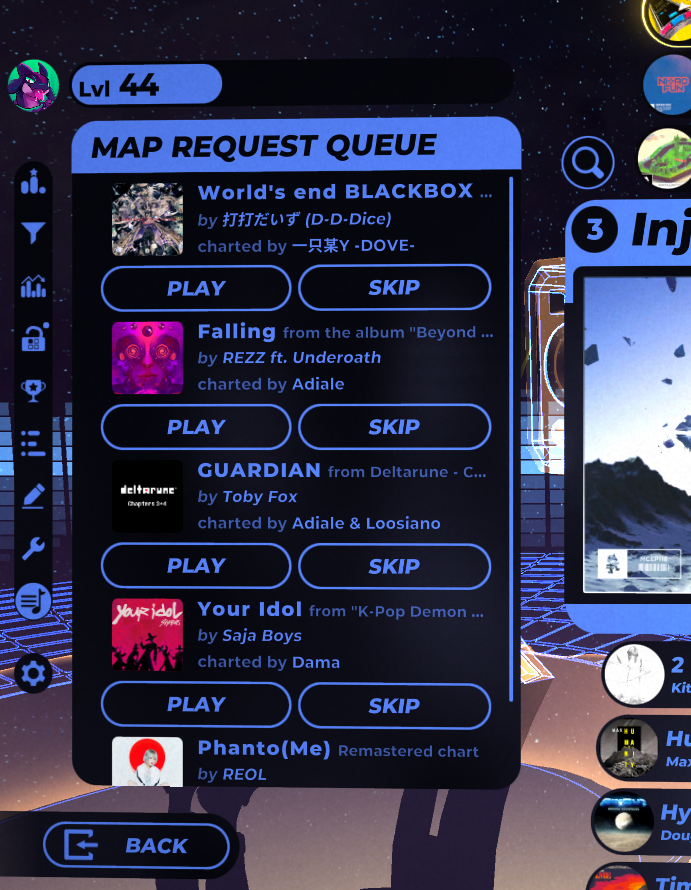 Lvl 44
MAP REQUEST QUEUE
World's end BLACKBOX ...
by 打打だいず (D-D-Dice)
charted by 一只某Y -DOVE-
PLAY
SKIP
Falling from the album "Beyond ...
by REZZ ft. Underoath
charted by Adiale
PLAY
SKIP
deltarune
Chapters 3+4
GUARDIAN from Deltarune - C...
by Toby Fox
charted by Adiale & Loosiano
PLAY
SKIP
your idol
Your Idol from "K-Pop Demon ...
by Saja Boys
charted by Dama
PLAY
SKIP
Phanto(Me) Remastered chart
by REOL
BACK
NITRO
FUN
3
Inj
2
Kit
HUMANITY
Hu
Max
Hy
Dou
Tim